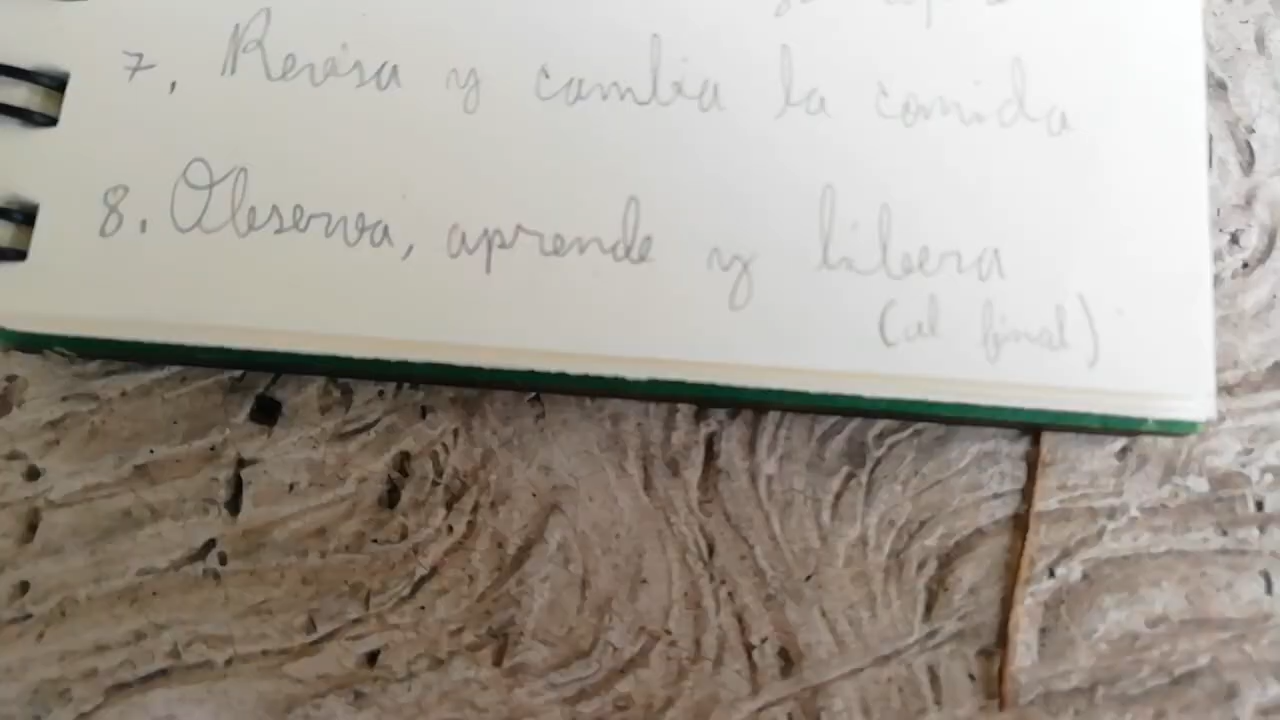 7. Revisa y cambia la comida
8. Observa, aprende y libera
(al final)